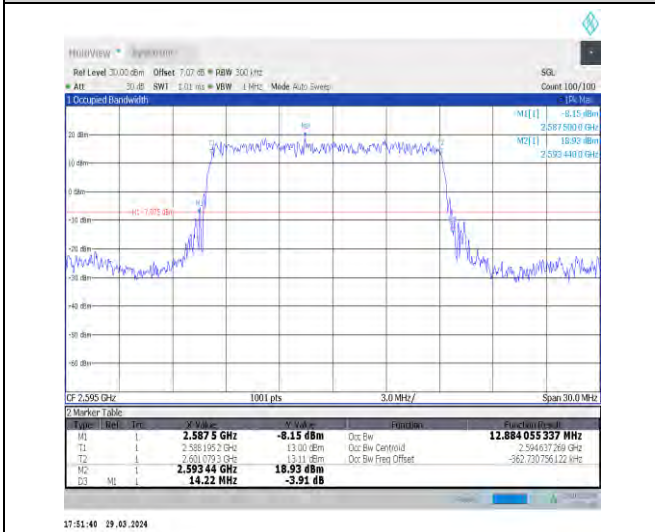 MultiView Spectrum
Ref Level 30.00 dBm Offset 7.07 dB RBW 300 kHz SGL
Att 30 dB SWT 1.01 ms VBW 1 MHz Mode Auto Sweep Count 100/100
1 Occupied Bandwidth 1Pk Max
M1[1] -8.15 dBm
2.587 500 0 GHz
M2[1] 18.93 dBm
2.593 440 0 GHz
20 dBm
M2
T1 T2
10 dBm
0 dBm
M1
-10 dBm
-20 dBm
-30 dBm
-40 dBm
-50 dBm
-60 dBm
CF 2.595 GHz 1001 pts 3.0 MHz/ Span 30.0 MHz
2 Marker Table
Type Ref Trc X-Value Y-Value Function Function Result
M1 1 2.587 5 GHz -8.15 dBm Occ Bw 12.884 055 337 MHz
T1 1 2.588 195 2 GHz 13.00 dBm Occ Bw Centroid 2.594 637 269 GHz
T2 1 2.601 079 3 GHz 13.11 dBm Occ Bw Freq Offset -362.730 756 122 kHz
M2 1 2.593 44 GHz 18.93 dBm
D3 M1 1 14.22 MHz -3.91 dB
17:51:40 29.03.2024